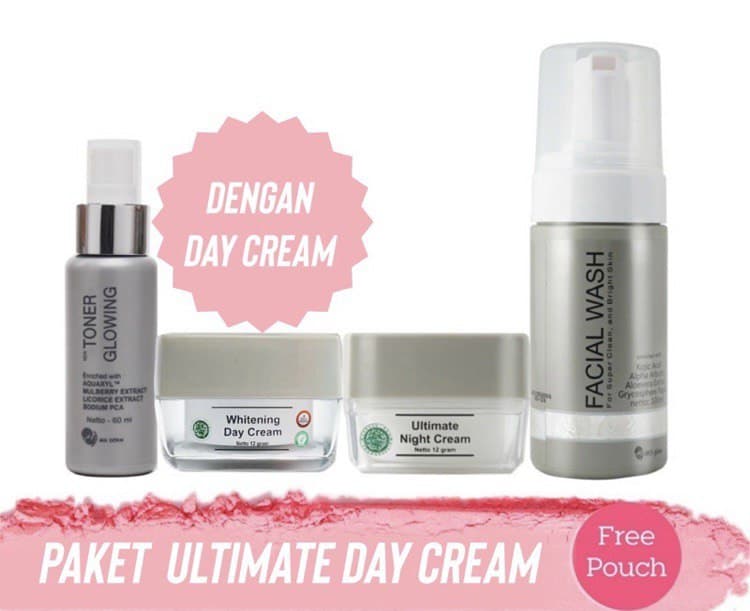 DENGAN
DAY CREAM
TONER
GLOWING
Enriched with
AQUAXYL™
MULBERRY EXTRACT
LICORICE EXTRACT
SODIUM PCA
Netto - 60 ml
Whitening
Day Cream
Netto 12 gram
Ultimate
Night Cream
Netto 12 gram
FACIAL WASH
For Super Clean, and Bright Skin
Kojic Acid
PAKET ULTIMATE DAY CREAM
Free
Pouch